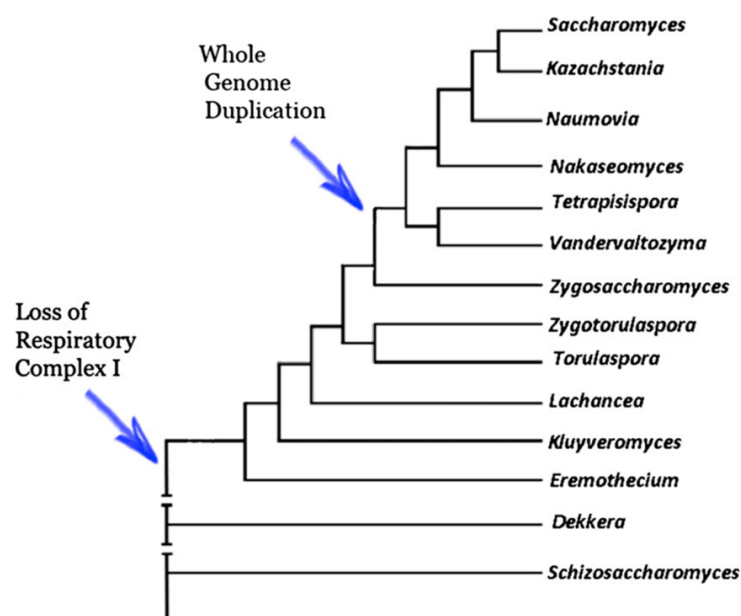 Saccharomyces
Whole
Genome
Duplication
Kazachstania
Naumovia
Nakaseomyces
Tetrapisispora
Vandervaltozyma
Zygosaccharomyces
Loss of
Respiratory
Complex I
Zygotorulaspora
Torulaspora
Lachancea
Kluyveromyces
Eremothecium
Dekkera
Schizosaccharomyces